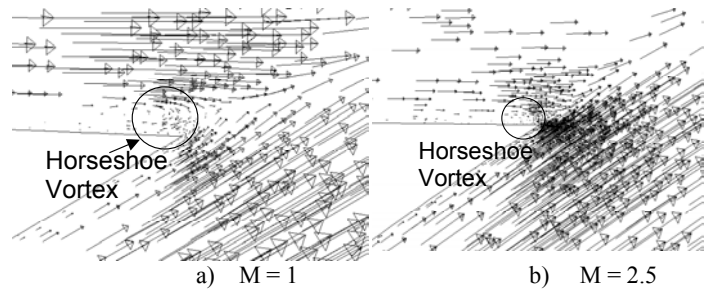 Horseshoe
Vortex
Horseshoe
Vortex
a) M = 1
b) M = 2.5